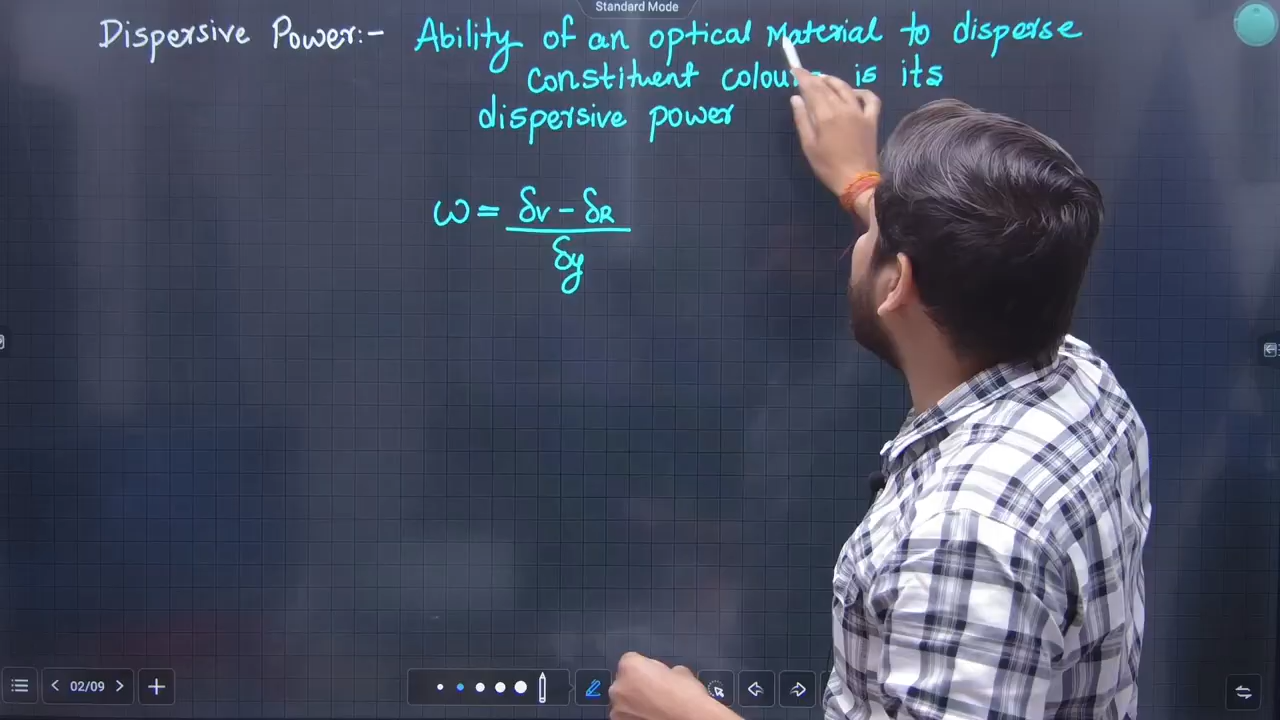 Standard Mode
Dispersive Power:- Ability of an optical Material to disperse
constituent colours is its
dispersive power
ω = δv - δR
δy
02/09